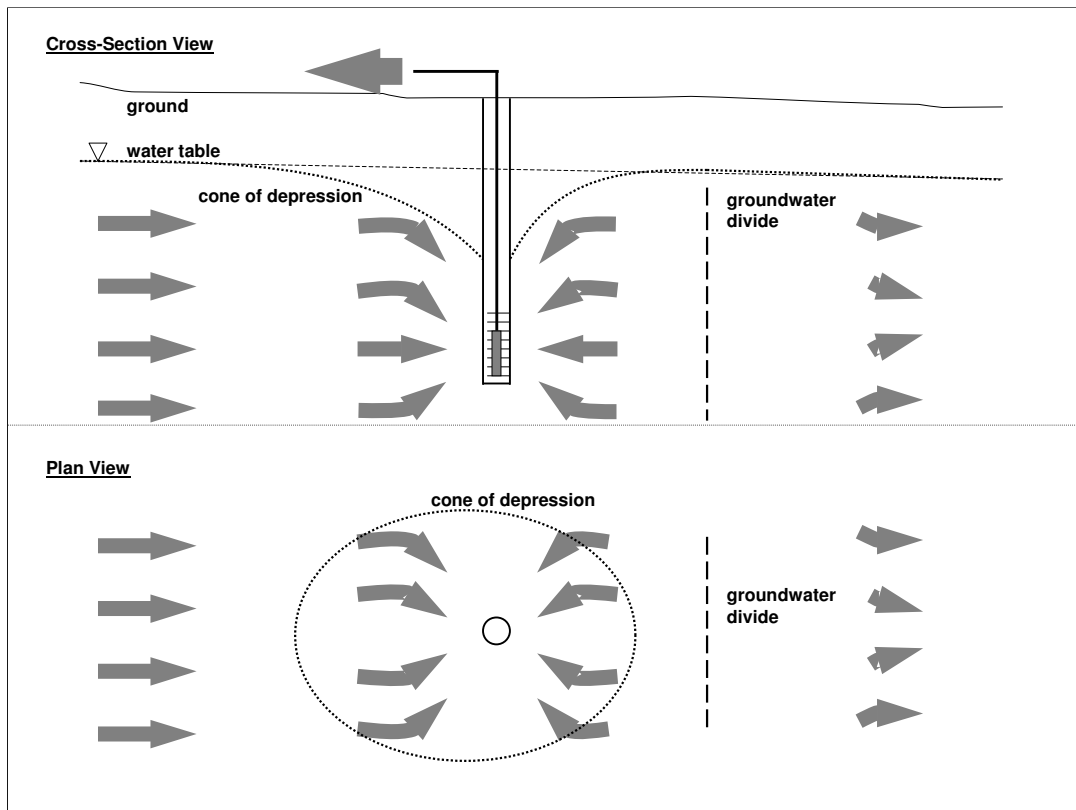 Cross-Section View
ground
water table
cone of depression
groundwater
divide
Plan View
cone of depression
groundwater
divide